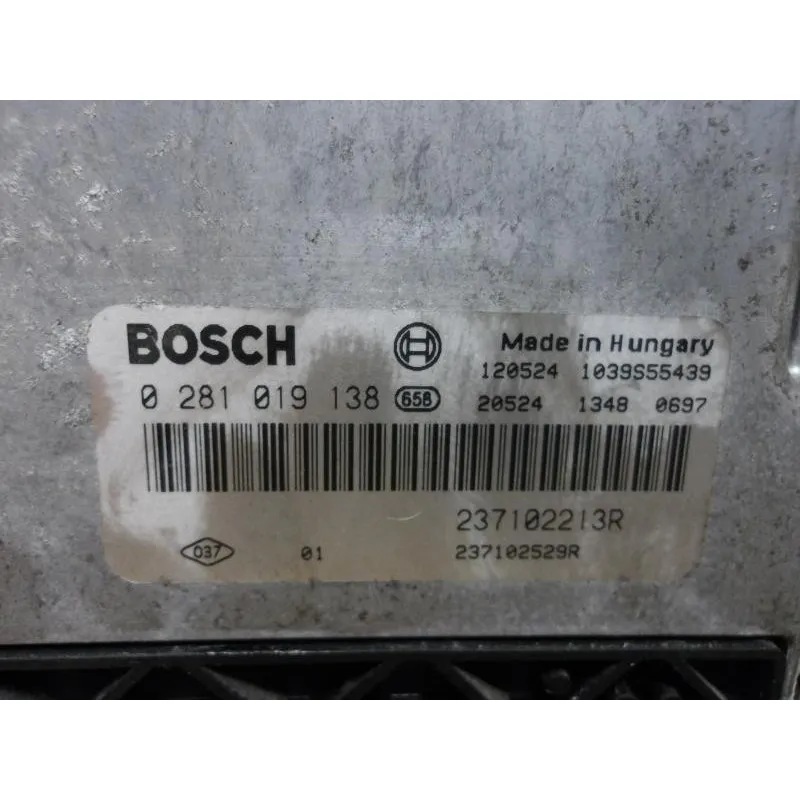 BOSCH
Made in Hungary
120524 1039S55439
0 281 019 138 658
20524 1348 0697
237102213R
037 01 237102529R